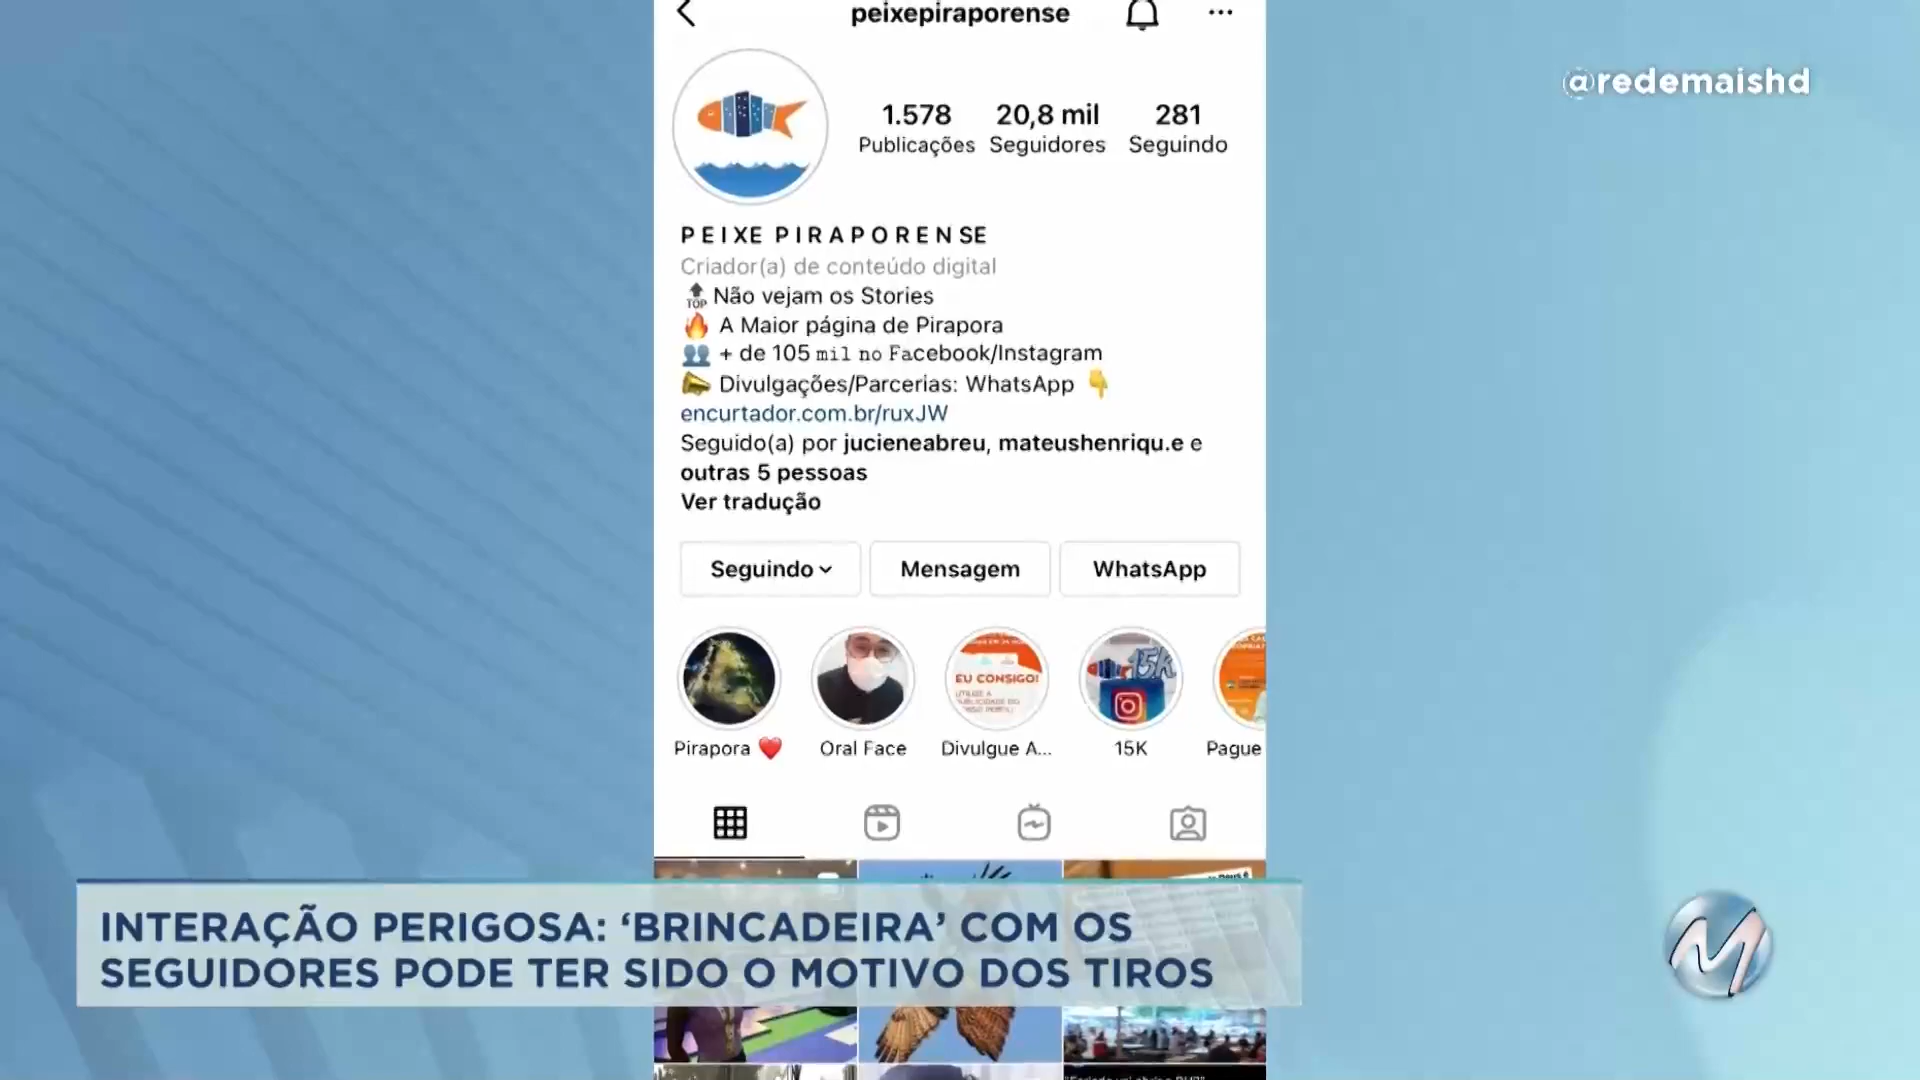 peixepiraporense
@redemaishd
1.578
20,8 mil
281
Publicações
Seguidores
Seguindo
PEIXE PIRAPORENSE
Criador(a) de conteúdo digital
🔝 Não vejam os Stories
🔥 A Maior página de Pirapora
👥 + de 105 mil no Facebook/Instagram
📣 Divulgações/Parcerias: WhatsApp 👇
encurtador.com.br/ruxJW
Seguido(a) por jucieneabreu, mateushenriqu.e e
outras 5 pessoas
Ver tradução
Seguindo
Mensagem
WhatsApp
EU CONSIGO!
15K
Pirapora ❤️
Oral Face
Divulgue A...
15K
Pague
INTERAÇÃO PERIGOSA: ‘BRINCADEIRA’ COM OS
SEGUIDORES PODE TER SIDO O MOTIVO DOS TIROS
M